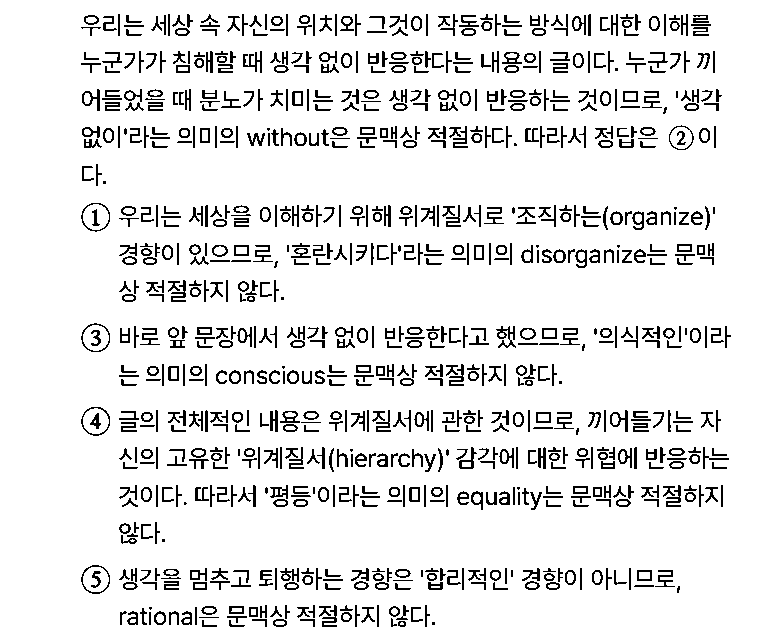 우리는 세상 속 자신의 위치와 그것이 작동하는 방식에 대한 이해를
누군가가 침해할 때 생각 없이 반응한다는 내용의 글이다. 누군가 끼
어들었을 때 분노가 치미는 것은 생각 없이 반응하는 것이므로, '생각
없이'라는 의미의 without은 문맥상 적절하다. 따라서 정답은 ②이
다.
① 우리는 세상을 이해하기 위해 위계질서로 '조직하는(organize)'
경향이 있으므로, '혼란시키다'라는 의미의 disorganize는 문맥
상 적절하지 않다.
③ 바로 앞 문장에서 생각 없이 반응한다고 했으므로, '의식적인'이라
는 의미의 conscious는 문맥상 적절하지 않다.
④ 글의 전체적인 내용은 위계질서에 관한 것이므로, 끼어들기는 자
신의 고유한 '위계질서(hierarchy)' 감각에 대한 위협에 반응하는
것이다. 따라서 '평등'이라는 의미의 equality는 문맥상 적절하지
않다.
⑤ 생각을 멈추고 퇴행하는 경향은 '합리적인' 경향이 아니므로,
rational은 문맥상 적절하지 않다.